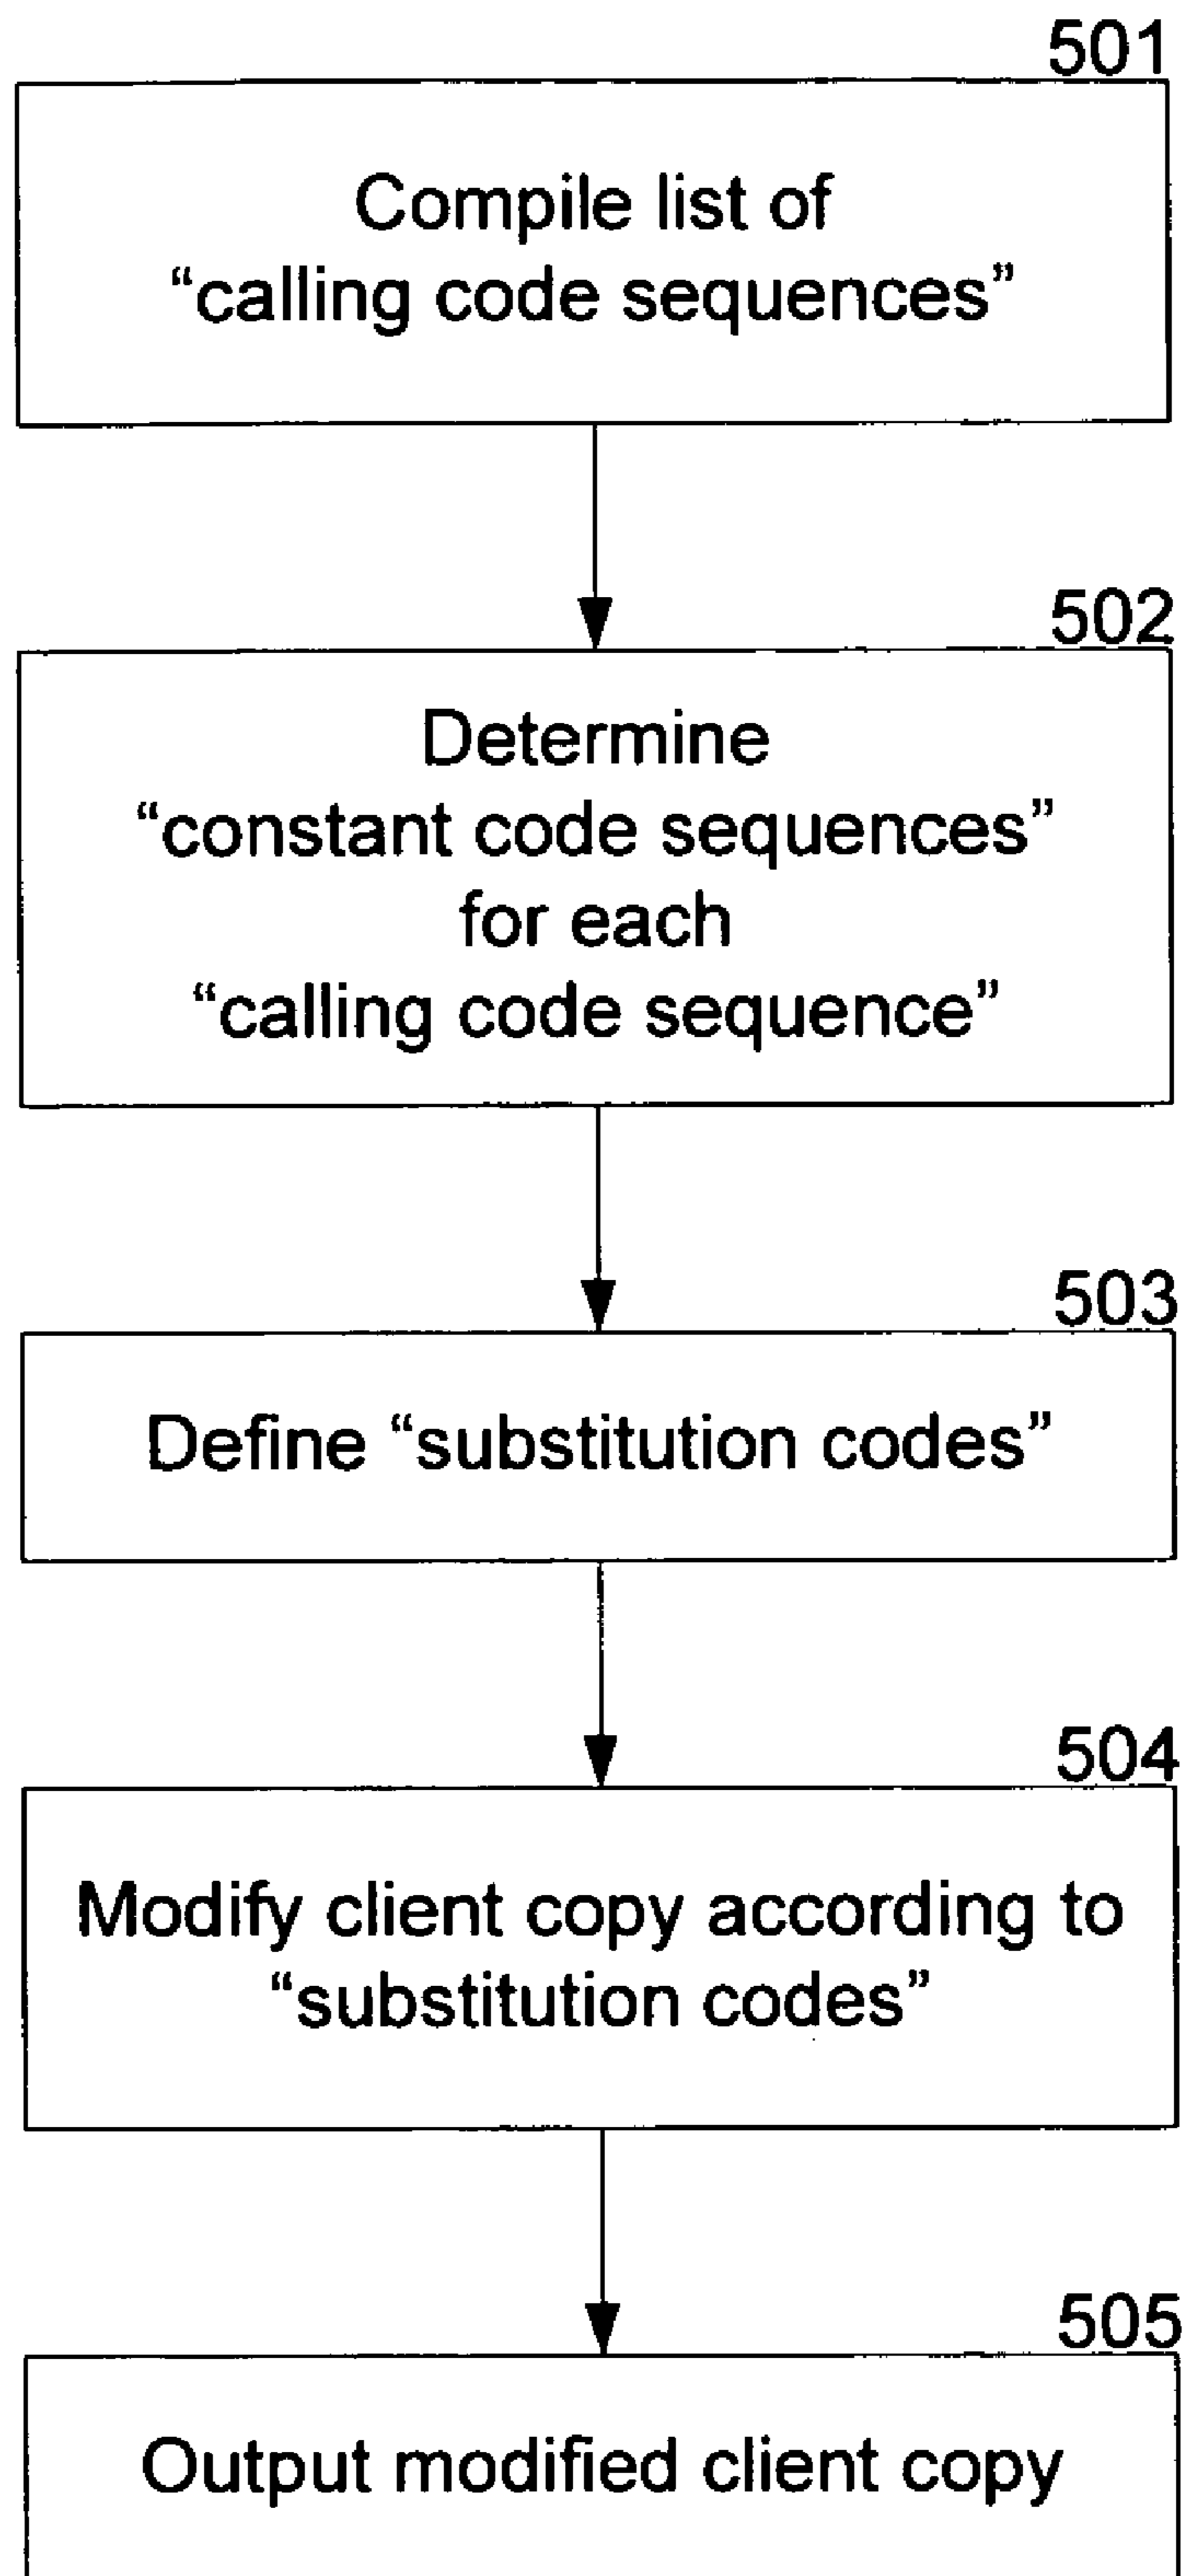 501
Compile list of
“calling code sequences”
502
Determine
“constant code sequences”
for each
“calling code sequence”
503
Define “substitution codes”
504
Modify client copy according to
“substitution codes”
505
Output modified client copy